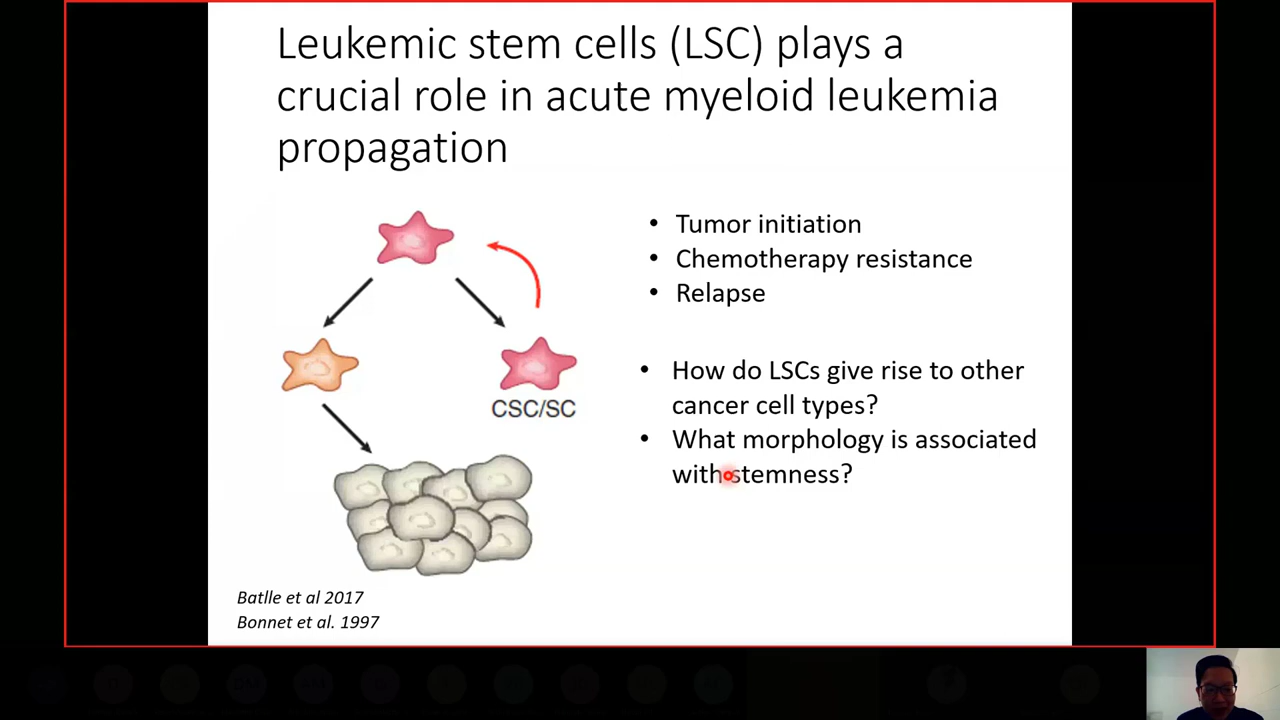 Leukemic stem cells (LSC) plays a
crucial role in acute myeloid leukemia
propagation
• Tumor initiation
• Chemotherapy resistance
• Relapse
• How do LSCs give rise to other
cancer cell types?
• What morphology is associated
with stemness?
CSC/SC
Batlle et al 2017
Bonnet et al. 1997